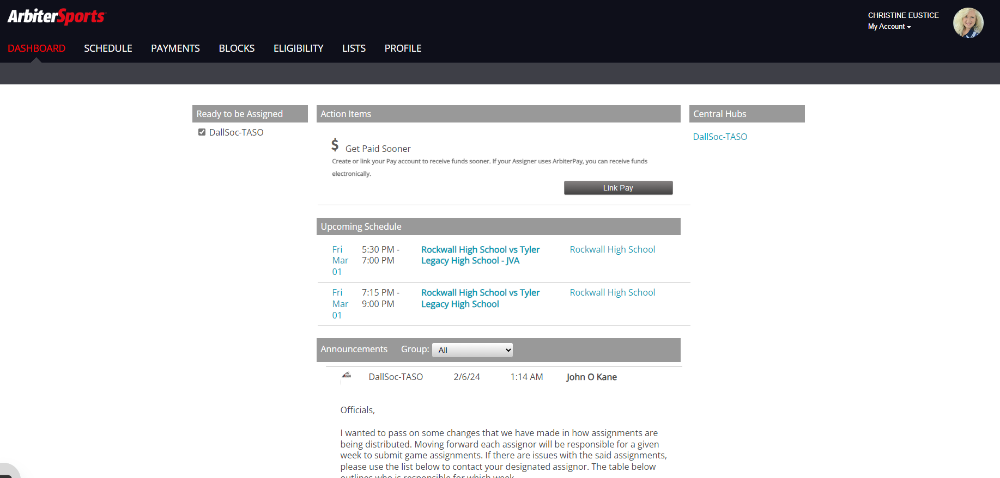 ArbiterSports
CHRISTINE EUSTICE
My Account
DASHBOARD SCHEDULE PAYMENTS BLOCKS ELIGIBILITY LISTS PROFILE
Ready to be Assigned
DallSoc-TASO
Action Items
$ Get Paid Sooner
Create or link your Pay account to receive funds sooner. If your Assigner uses ArbiterPay, you can receive funds
electronically.
Link Pay
Central Hubs
DallSoc-TASO
Upcoming Schedule
Fri 5:30 PM - Rockwall High School vs Tyler Rockwall High School
Mar 7:00 PM Legacy High School - JVA
01
Fri 7:15 PM - Rockwall High School vs Tyler Rockwall High School
Mar 9:00 PM Legacy High School
01
Announcements Group: All
DallSoc-TASO 2/6/24 1:14 AM John O Kane
Officials,
I wanted to pass on some changes that we have made in how assignments are
being distributed. Moving forward each assignor will be responsible for a given
week to submit game assignments. If there are issues with the said assignments,
please use the list below to contact your designated assignor. The table below
outlines who is responsible for which week.